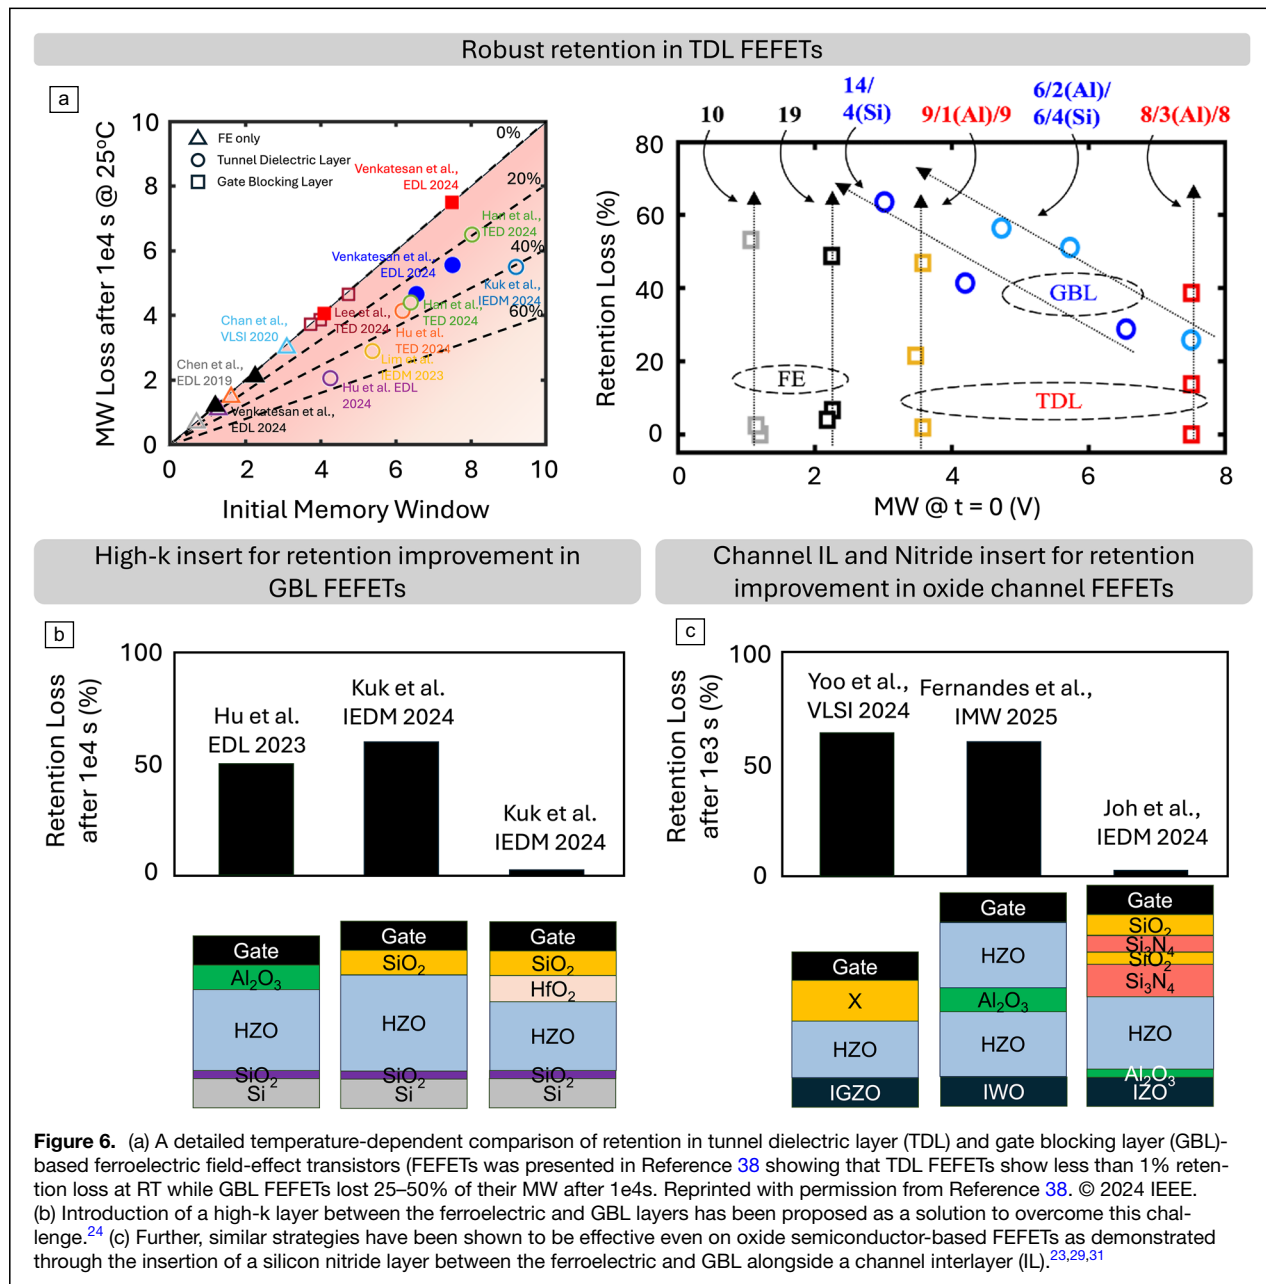 Robust retention in TDL FEFETs
a
MW Loss after 1e4 s @ 25°C
10
8
6
4
2
0
0
2
4
6
8
10
Initial Memory Window
FE only
Tunnel Dielectric Layer
Gate Blocking Layer
0%
20%
40%
60%
Venkatesan et al.,
EDL 2024
Han et al.,
TED 2024
Venkatesan et al.,
EDL 2024
Kuk et al.,
IEDM 2024
Han et al.,
TED 2024
Lee et al.,
TED 2024
Chan et al.,
VLSI 2020
Hu et al.
TED 2024
Lim et al.
IEDM 2023
Chen et al.,
EDL 2019
Hu et al. EDL
2024
Venkatesan et al.,
EDL 2024
10
19
14/
4(Si)
9/1(Al)/9
6/2(Al)/
6/4(Si)
8/3(Al)/8
Retention Loss (%)
80
60
40
20
0
GBL
FE
TDL
0
2
4
6
8
MW @ t = 0 (V)
High-k insert for retention improvement in
GBL FEFETs
b
Retention Loss
after 1e4 s (%)
100
50
0
Hu et al.
EDL 2023
Kuk et al.
IEDM 2024
Kuk et al.
IEDM 2024
Gate
Al2O3
HZO
SiO2
Si
Gate
SiO2
HZO
SiO2
Si
Gate
SiO2
HfO2
HZO
SiO2
Si
Channel IL and Nitride insert for retention
improvement in oxide channel FEFETs
c
Retention Loss
after 1e3 s (%)
100
50
0
Yoo et al.,
VLSI 2024
Fernandes et al.,
IMW 2025
Joh et al.,
IEDM 2024
Gate
X
HZO
IGZO
Gate
HZO
Al2O3
HZO
IWO
Gate
SiO2
Si3N4
SiO2
Si3N4
HZO
Al2O3
IZO
Figure 6. (a) A detailed temperature-dependent comparison of retention in tunnel dielectric layer (TDL) and gate blocking layer (GBL)-
based ferroelectric field-effect transistors (FEFETs was presented in Reference 38 showing that TDL FEFETs show less than 1% reten-
tion loss at RT while GBL FEFETs lost 25–50% of their MW after 1e4s. Reprinted with permission from Reference 38. © 2024 IEEE.
(b) Introduction of a high-k layer between the ferroelectric and GBL layers has been proposed as a solution to overcome this chal-
lenge.24 (c) Further, similar strategies have been shown to be effective even on oxide semiconductor-based FEFETs as demonstrated
through the insertion of a silicon nitride layer between the ferroelectric and GBL alongside a channel interlayer (IL).23,29,31